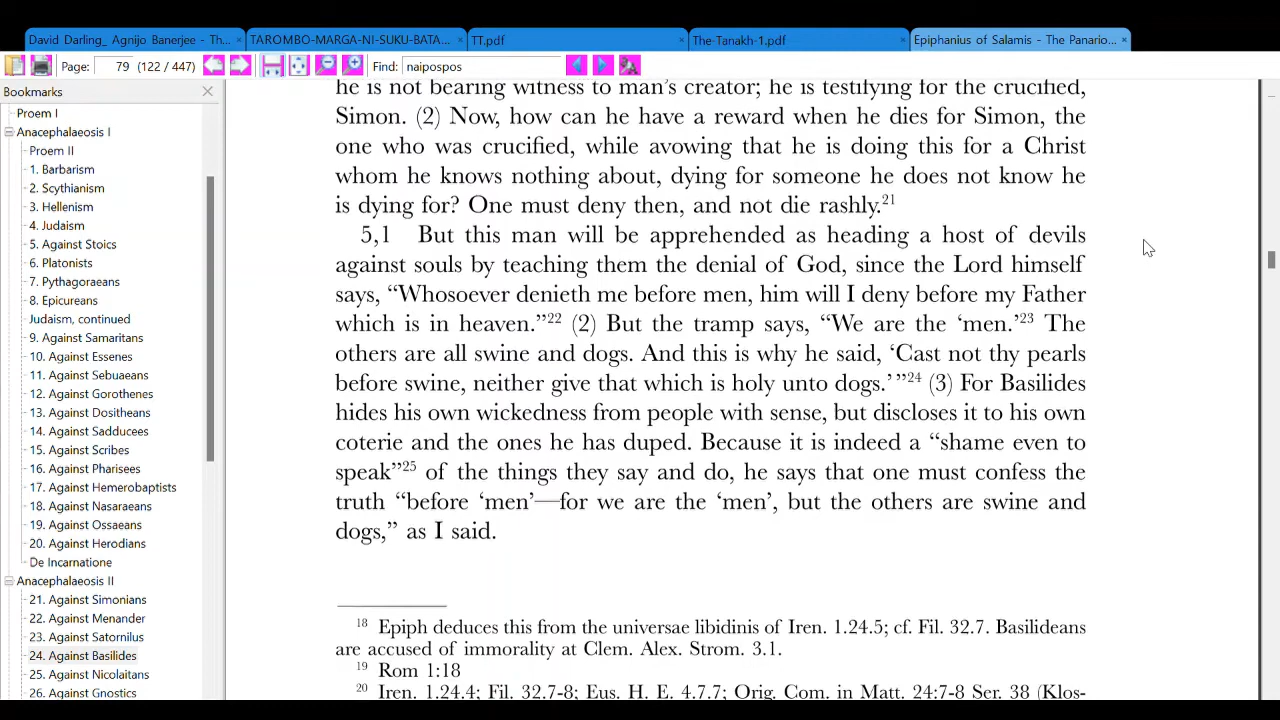 David Darling_ Agnijo Banerjee - Th...
TAROMBO-MARGA-NI-SUKU-BATA...
TT.pdf
The-Tanakh-1.pdf
Epiphanius of Salamis - The Panario...
Page: 79 (122 / 447)
Find: naipospos
Bookmarks
Proem I
Anacephalaeosis I
Proem II
1. Barbarism
2. Scythianism
3. Hellenism
4. Judaism
5. Against Stoics
6. Platonists
7. Pythagoraeans
8. Epicureans
Judaism, continued
9. Against Samaritans
10. Against Essenes
11. Against Sebuaeans
12. Against Gorothenes
13. Against Dositheans
14. Against Sadducees
15. Against Scribes
16. Against Pharisees
17. Against Hemerobaptists
18. Against Nasaraeans
19. Against Ossaeans
20. Against Herodians
De Incarnatione
Anacephalaeosis II
21. Against Simonians
22. Against Menander
23. Against Satornilus
24. Against Basilides
25. Against Nicolaitans
26. Against Gnostics
he is not bearing witness to man's creator; he is testifying for the crucified,
Simon. (2) Now, how can he have a reward when he dies for Simon, the
one who was crucified, while avowing that he is doing this for a Christ
whom he knows nothing about, dying for someone he does not know he
is dying for? One must deny then, and not die rashly.21
5,1 But this man will be apprehended as heading a host of devils
against souls by teaching them the denial of God, since the Lord himself
says, “Whosoever denieth me before men, him will I deny before my Father
which is in heaven.”22 (2) But the tramp says, “We are the ‘men.’23 The
others are all swine and dogs. And this is why he said, ‘Cast not thy pearls
before swine, neither give that which is holy unto dogs.’ ”24 (3) For Basilides
hides his own wickedness from people with sense, but discloses it to his own
coterie and the ones he has duped. Because it is indeed a “shame even to
speak”25 of the things they say and do, he says that one must confess the
truth “before ‘men’—for we are the ‘men’, but the others are swine and
dogs,” as I said.
18 Epiph deduces this from the universae libidinis of Iren. 1.24.5; cf. Fil. 32.7. Basilideans
are accused of immorality at Clem. Alex. Strom. 3.1.
19 Rom 1:18
20 Iren. 1.24.4; Fil. 32.7-8; Eus. H. E. 4.7.7; Orig. Com. in Matt. 24:7-8 Ser. 38 (Klos-